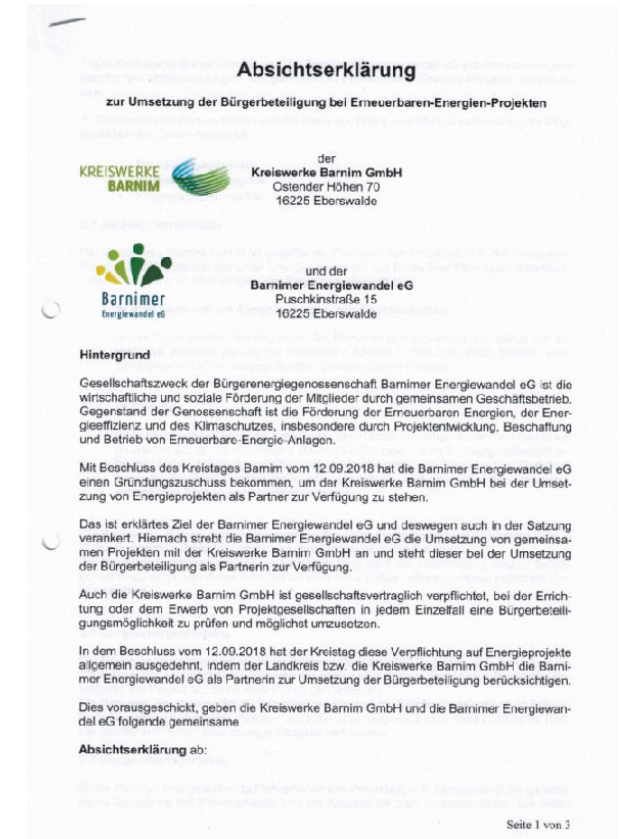 Absichtserklärung
zur Umsetzung der Bürgerbeteiligung bei Erneuerbaren-Energien-Projekten
KREISWERKE
BARNIM
der
Kreiswerke Barnim GmbH
Ostender Höhen 70
16225 Eberswalde
Barnimer
Energiewandel eG
und der
Barnimer Energiewandel eG
Puschkinstraße 15
16225 Eberswalde
Hintergrund
Gesellschaftszweck der Bürgerenergiegenossenschaft Barnimer Energiewandel eG ist die
wirtschaftliche und soziale Förderung der Mitglieder durch gemeinsamen Geschäftsbetrieb.
Gegenstand der Genossenschaft ist die Förderung der Erneuerbaren Energien, der Ener-
gieeffizienz und des Klimaschutzes, insbesondere durch Projektentwicklung, Beschaffung
und Betrieb von Erneuerbare-Energie-Anlagen.
Mit Beschluss des Kreistages Barnim vom 12.09.2018 hat die Barnimer Energiewandel eG
einen Gründungszuschuss bekommen, um der Kreiswerke Barnim GmbH bei der Umset-
zung von Energieprojekten als Partner zur Verfügung zu stehen.
Das ist erklärtes Ziel der Barnimer Energiewandel eG und deswegen auch in der Satzung
verankert. Hiernach strebt die Barnimer Energiewandel eG die Umsetzung von gemeinsa-
men Projekten mit der Kreiswerke Barnim GmbH an und steht dieser bei der Umsetzung
der Bürgerbeteiligung als Partnerin zur Verfügung.
Auch die Kreiswerke Barnim GmbH ist gesellschaftsvertraglich verpflichtet, bei der Errich-
tung oder dem Erwerb von Projektgesellschaften in jedem Einzelfall eine Bürgerbeteili-
gungsmöglichkeit zu prüfen und möglichst umzusetzen.
In dem Beschluss vom 12.09.2018 hat der Kreistag diese Verpflichtung auf Energieprojekte
allgemein ausgedehnt, indem der Landkreis bzw. die Kreiswerke Barnim GmbH die Barni-
mer Energiewandel eG als Partnerin zur Umsetzung der Bürgerbeteiligung berücksichtigen.
Dies vorausgeschickt, geben die Kreiswerke Barnim GmbH und die Barnimer Energiewan-
del eG folgende gemeinsame
Absichtserklärung ab:
Seite 1 von 3